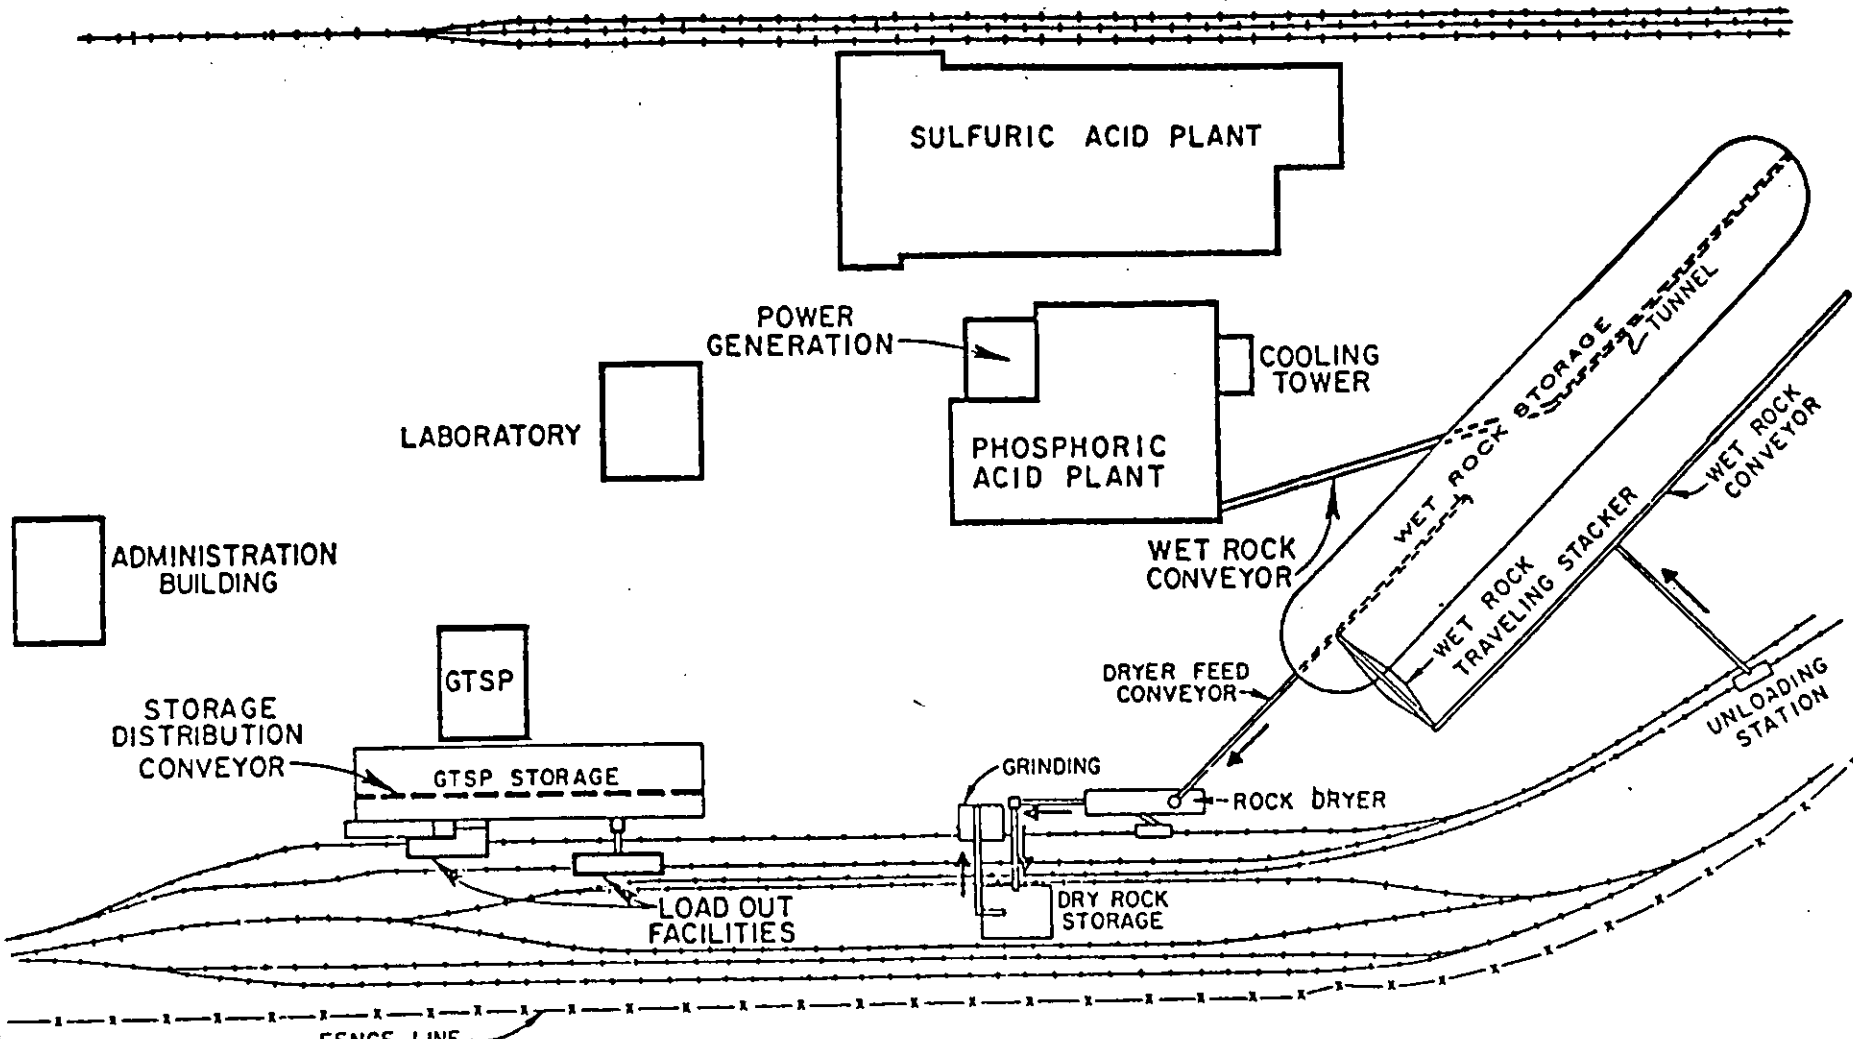 SULFURIC ACID PLANT
POWER
GENERATION
COOLING
TOWER
LABORATORY
PHOSPHORIC
ACID PLANT
WET ROCK STORAGE
TUNNEL
WET ROCK
CONVEYOR
WET ROCK
CONVEYOR
WET ROCK
TRAVELING STACKER
ADMINISTRATION
BUILDING
GTSP
DRYER FEED
CONVEYOR
UNLOADING
STATION
STORAGE
DISTRIBUTION
CONVEYOR
GTSP STORAGE
GRINDING
ROCK DRYER
LOAD OUT
FACILITIES
DRY ROCK
STORAGE
FENCE LINE